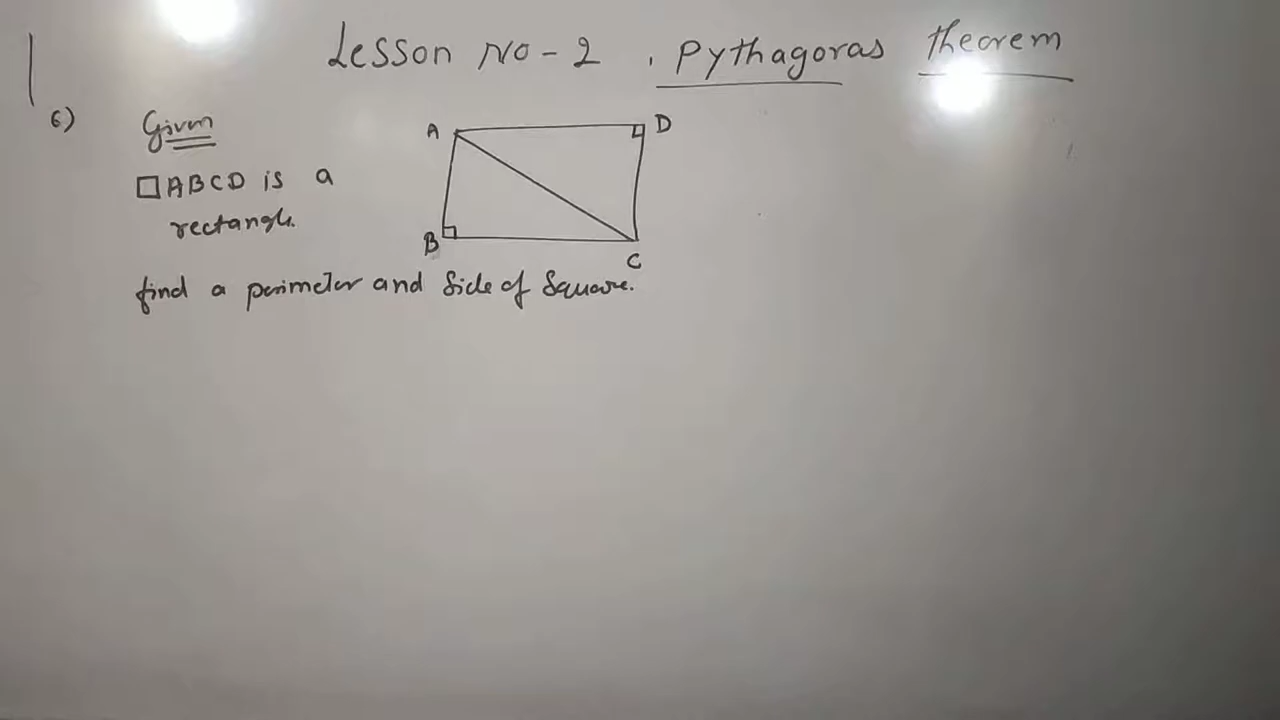 Lesson No-2, Pythagoras theorem
6) Given
□ABCD is a
rectangle.
A
D
B
C
find a perimeter and side of square.